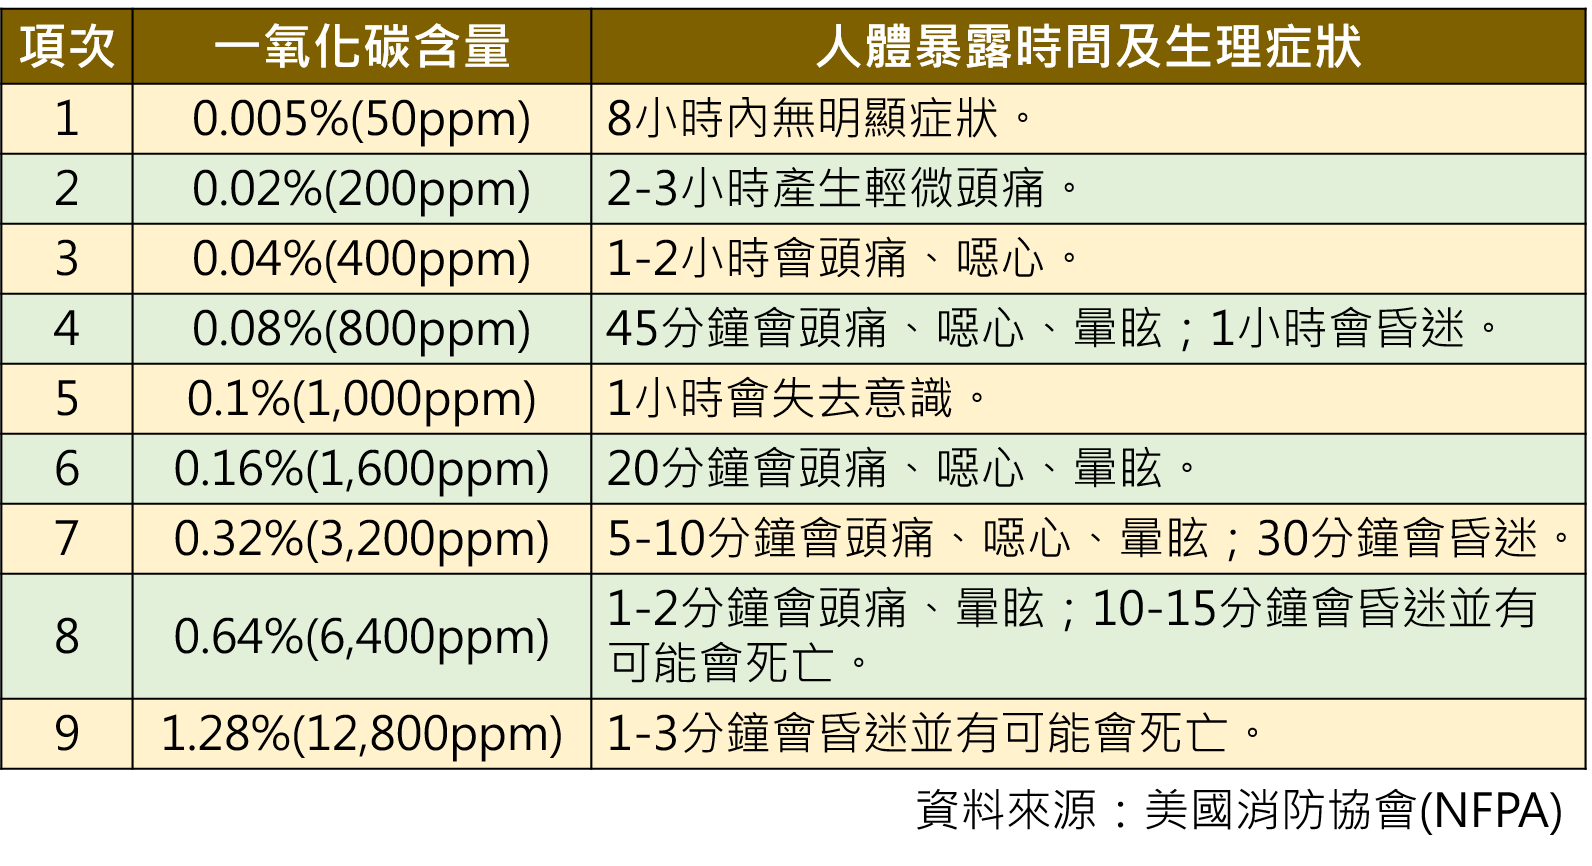 項次 一氧化碳含量 人體暴露時間及生理症狀
1 0.005%(50ppm) 8小時內無明顯症狀。
2 0.02%(200ppm) 2-3小時產生輕微頭痛。
3 0.04%(400ppm) 1-2小時會頭痛、噁心。
4 0.08%(800ppm) 45分鐘會頭痛、噁心、暈眩；1小時會昏迷。
5 0.1%(1,000ppm) 1小時會失去意識。
6 0.16%(1,600ppm) 20分鐘會頭痛、噁心、暈眩。
7 0.32%(3,200ppm) 5-10分鐘會頭痛、噁心、暈眩；30分鐘會昏迷。
8 0.64%(6,400ppm) 1-2分鐘會頭痛、暈眩；10-15分鐘會昏迷並有
可能會死亡。
9 1.28%(12,800ppm) 1-3分鐘會昏迷並有可能會死亡。
資料來源：美國消防協會(NFPA)